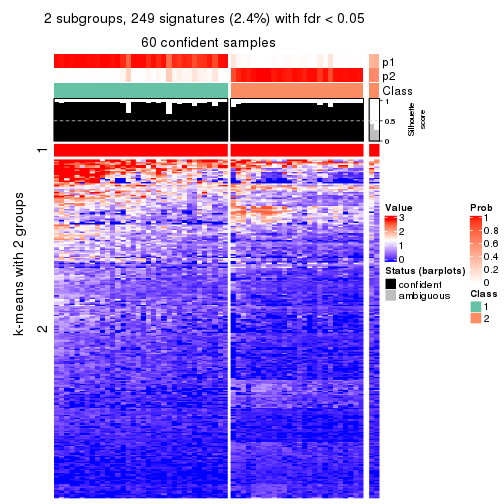 2 subgroups, 249 signatures (2.4%) with fdr < 0.05
60 confident samples
p1
p2
Class
1
0.5
0
Silhouette
score
k-means with 2 groups
1
2
Value
3
2
1
0
Status (barplots)
confident
ambiguous
Prob
1
0.8
0.6
0.4
0.2
0
Class
1
2